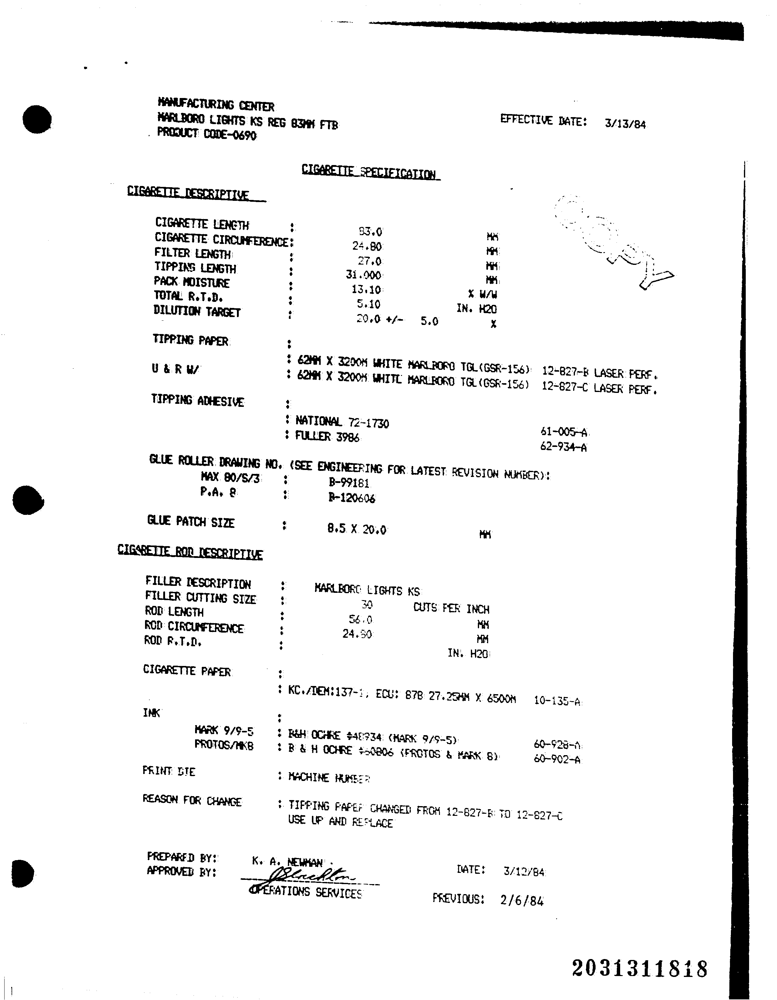 MANUFACTURING CENTER
MARLBORO LIGHTS KS REG 83MM FTB
PRODUCT CODE-0690
EFFECTIVE DATE: 3/13/84
CIGARETTE SPECIFICATION
COPY
CIGARETTE DESCRIPTIVE
CIGARETTE LENGTH : 83.0 MM
CIGARETTE CIRCUMFERENCE: 24.80 MM
FILTER LENGTH : 27.0 MM
TIPPING LENGTH : 31.000 MM
PACK MOISTURE : 13.10 % W/W
TOTAL R.T.D. : 5.10 IN. H2O
DILUTION TARGET : 20.0 +/- 5.0 %
TIPPING PAPER :
: 62MM X 3200M WHITE MARLBORO TGL(GSR-156) 12-827-B LASER PERF.
U & R W/ : 62MM X 3200M WHITE MARLBORO TGL(GSR-156) 12-827-C LASER PERF.
TIPPING ADHESIVE :
: NATIONAL 72-1730 61-005-A
: FULLER 3986 62-934-A
GLUE ROLLER DRAWING NO. (SEE ENGINEERING FOR LATEST REVISION NUMBER):
MAX 80/S/3 : B-99181
P.A. 8 : B-120606
GLUE PATCH SIZE : 8.5 X 20.0 MM
CIGARETTE ROD DESCRIPTIVE
FILLER DESCRIPTION : MARLBORO LIGHTS KS
FILLER CUTTING SIZE : 30 CUTS PER INCH
ROD LENGTH : 56.0 MM
ROD CIRCUMFERENCE : 24.80 MM
ROD R.T.D. : IN. H2O
CIGARETTE PAPER :
: KC./DEM:137-1, ECU: 878 27.25MM X 6500M 10-135-A
INK :
MARK 9/9-5 : B&H OCHRE #48934 (MARK 9/9-5) 60-928-A
PROTOS/MK8 : B & H OCHRE #60806 (PROTOS & MARK 8) 60-902-A
PRINT DIE : MACHINE NUMBER
REASON FOR CHANGE : TIPPING PAPER CHANGED FROM 12-827-B TO 12-827-C
USE UP AND REPLACE
PREPARED BY: K. A. NEWMAN DATE: 3/12/84
APPROVED BY:
OPERATIONS SERVICES PREVIOUS: 2/6/84
2031311818